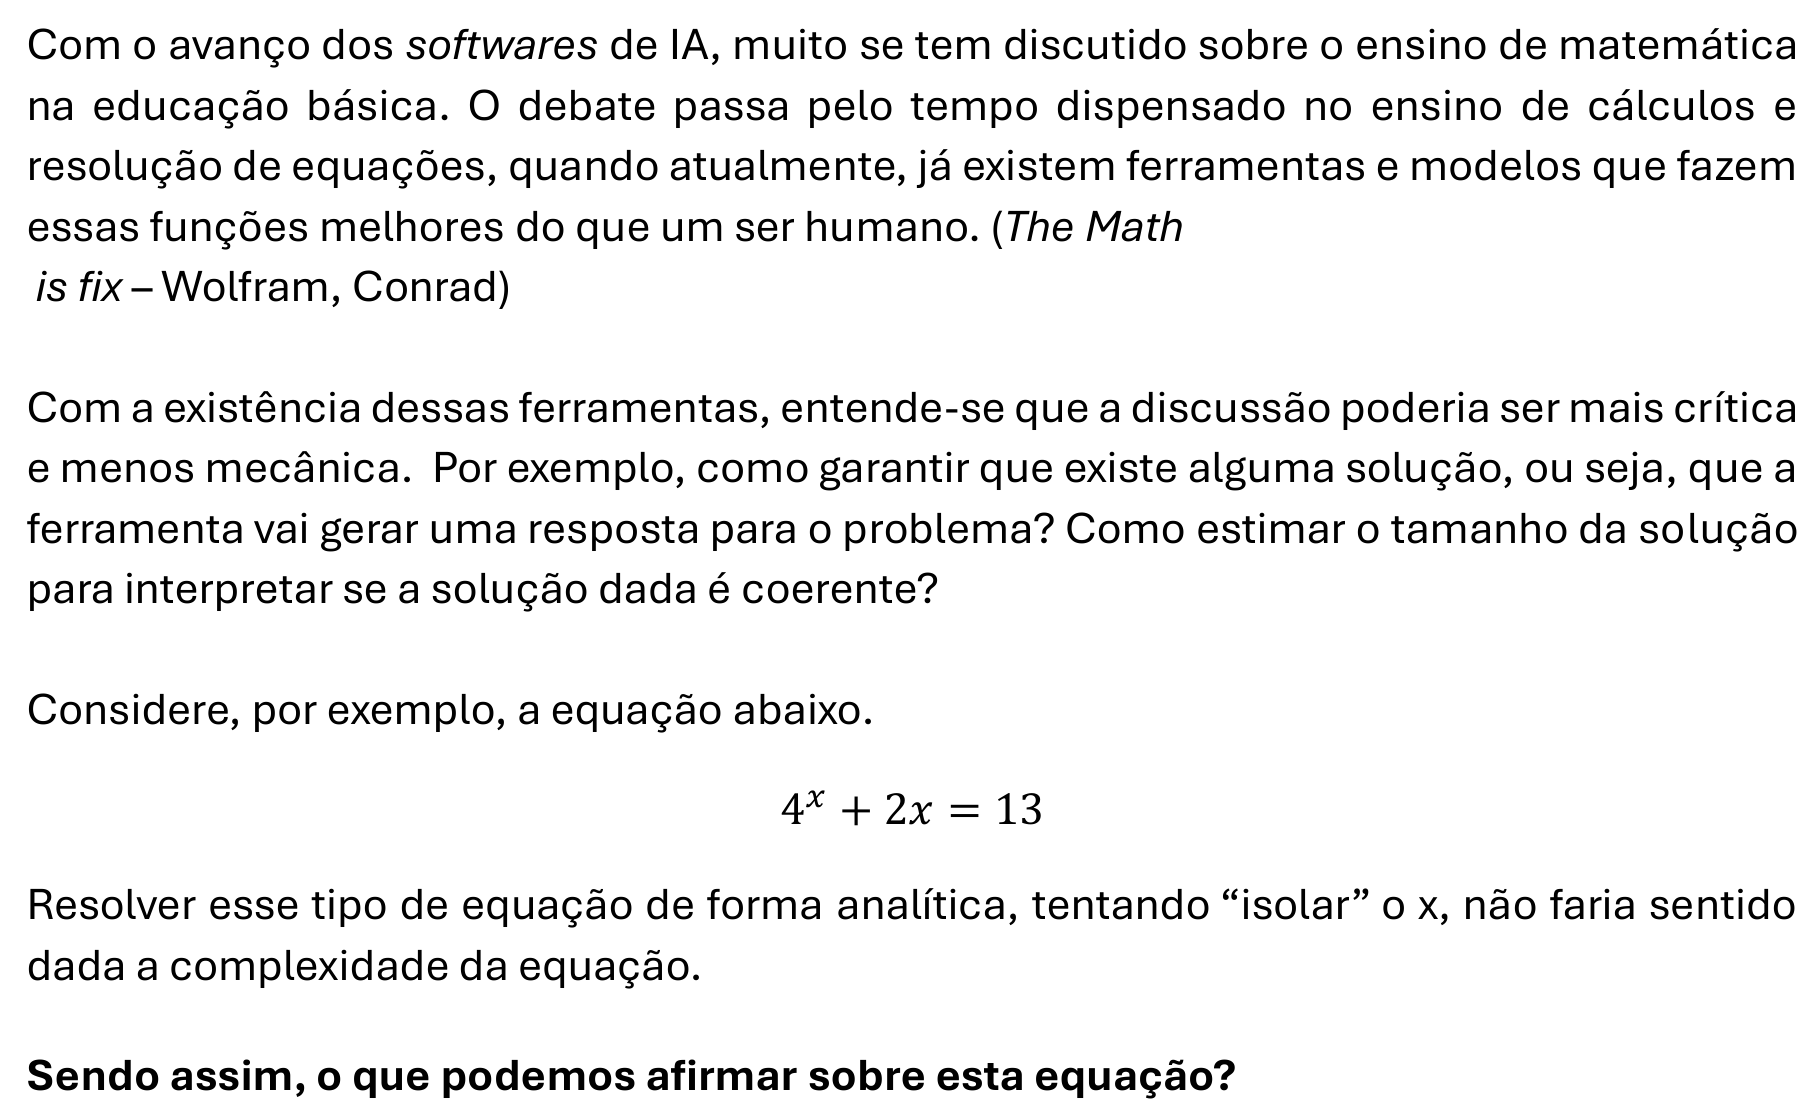 Com o avanço dos softwares de IA, muito se tem discutido sobre o ensino de matemática
na educação básica. O debate passa pelo tempo dispensado no ensino de cálculos e
resolução de equações, quando atualmente, já existem ferramentas e modelos que fazem
essas funções melhores do que um ser humano. (The Math
is fix – Wolfram, Conrad)
Com a existência dessas ferramentas, entende-se que a discussão poderia ser mais crítica
e menos mecânica. Por exemplo, como garantir que existe alguma solução, ou seja, que a
ferramenta vai gerar uma resposta para o problema? Como estimar o tamanho da solução
para interpretar se a solução dada é coerente?
Considere, por exemplo, a equação abaixo.
4ˣ + 2x = 13
Resolver esse tipo de equação de forma analítica, tentando “isolar” o x, não faria sentido
dada a complexidade da equação.
Sendo assim, o que podemos afirmar sobre esta equação?